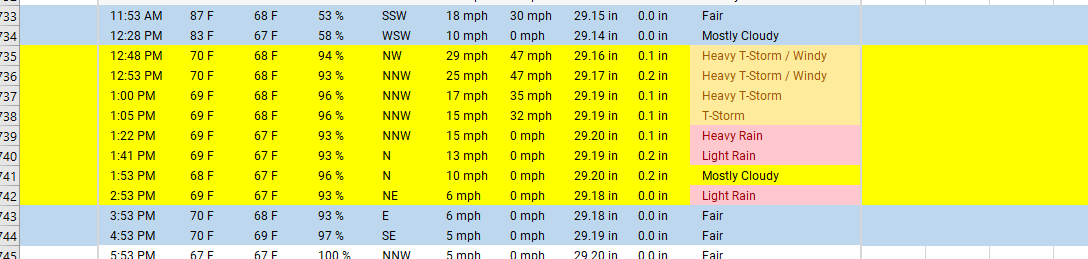 733 11:53 AM 87 F 68 F 53 % SSW 18 mph 30 mph 29.15 in 0.0 in Fair
734 12:28 PM 83 F 67 F 58 % WSW 10 mph 0 mph 29.14 in 0.0 in Mostly Cloudy
735 12:48 PM 70 F 68 F 94 % NW 29 mph 47 mph 29.16 in 0.1 in Heavy T-Storm / Windy
736 12:53 PM 70 F 68 F 93 % NNW 25 mph 47 mph 29.17 in 0.2 in Heavy T-Storm / Windy
737 1:00 PM 69 F 68 F 96 % NNW 17 mph 35 mph 29.19 in 0.1 in Heavy T-Storm
738 1:05 PM 69 F 68 F 96 % NNW 15 mph 32 mph 29.19 in 0.1 in T-Storm
739 1:22 PM 69 F 67 F 93 % NNW 15 mph 0 mph 29.20 in 0.1 in Heavy Rain
740 1:41 PM 69 F 67 F 93 % N 13 mph 0 mph 29.19 in 0.2 in Light Rain
741 1:53 PM 68 F 67 F 96 % N 10 mph 0 mph 29.20 in 0.2 in Mostly Cloudy
742 2:53 PM 69 F 67 F 93 % NE 6 mph 0 mph 29.18 in 0.0 in Light Rain
743 3:53 PM 70 F 68 F 93 % E 6 mph 0 mph 29.18 in 0.0 in Fair
744 4:53 PM 70 F 69 F 97 % SE 5 mph 0 mph 29.19 in 0.0 in Fair
745 5:53 PM 67 F 67 F 100 % NNW 5 mph 0 mph 29.20 in 0.0 in Fair